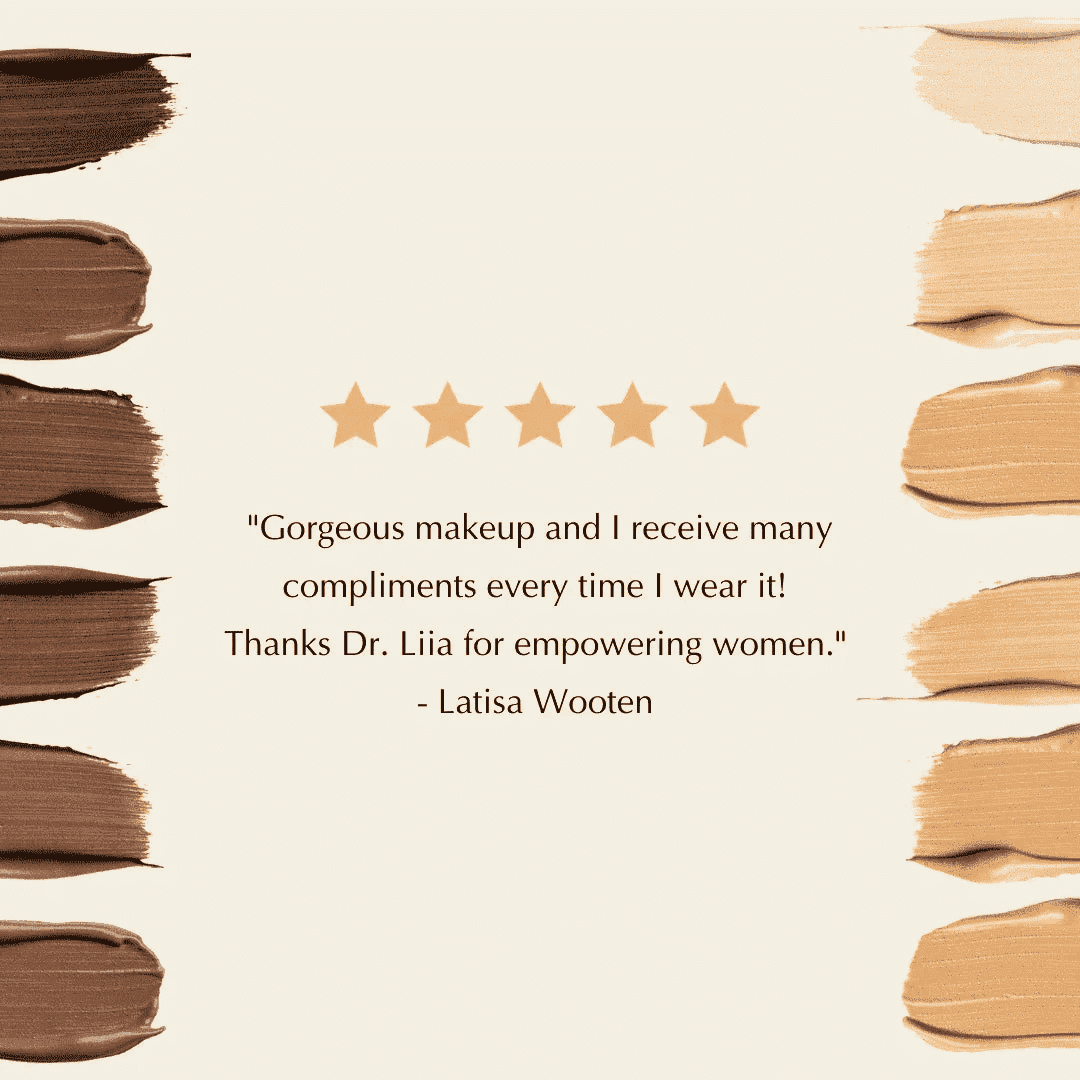 "Gorgeous makeup and I receive many
compliments every time I wear it!
Thanks Dr. Liia for empowering women."
- Latisa Wooten